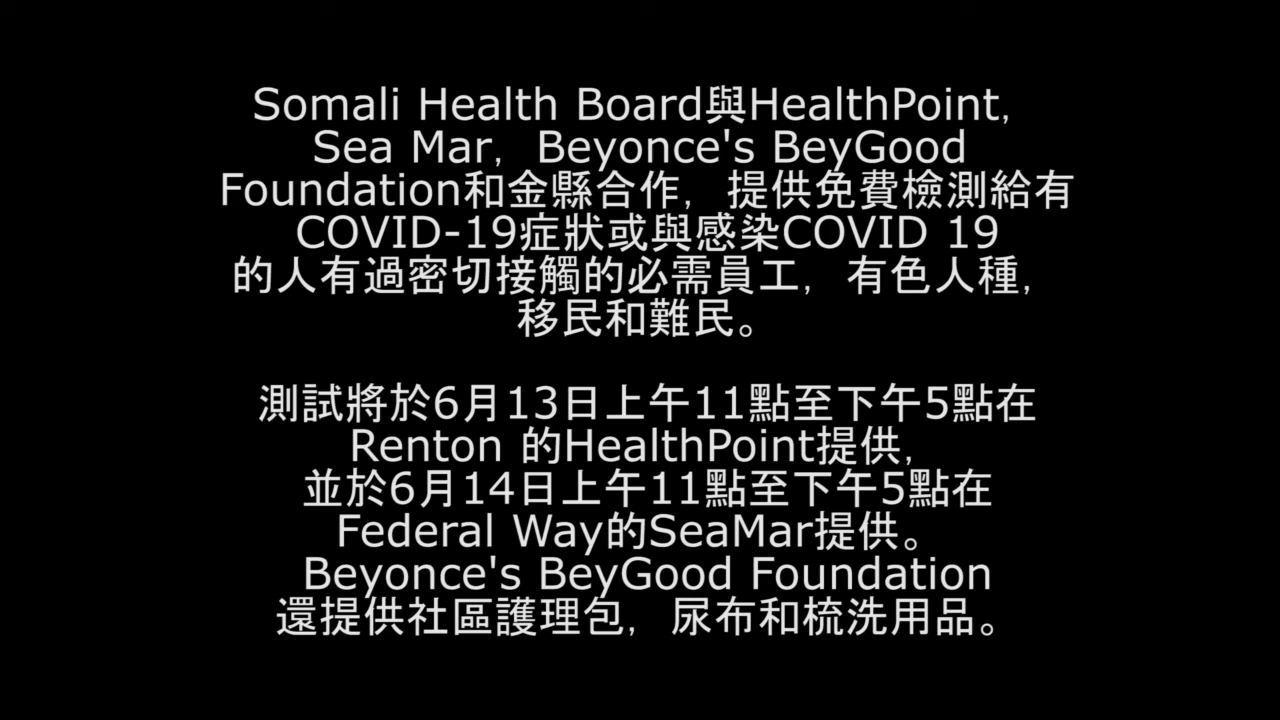 Somali Health Board與HealthPoint,
Sea Mar, Beyonce's BeyGood
Foundation和金縣合作, 提供免費檢測給有
COVID-19症狀或與感染COVID 19
的人有過密切接觸的必需員工, 有色人種,
移民和難民。
測試將於6月13日上午11點至下午5點在
Renton 的HealthPoint提供,
並於6月14日上午11點至下午5點在
Federal Way的SeaMar提供。
Beyonce's BeyGood Foundation
還提供社區護理包, 尿布和梳洗用品。